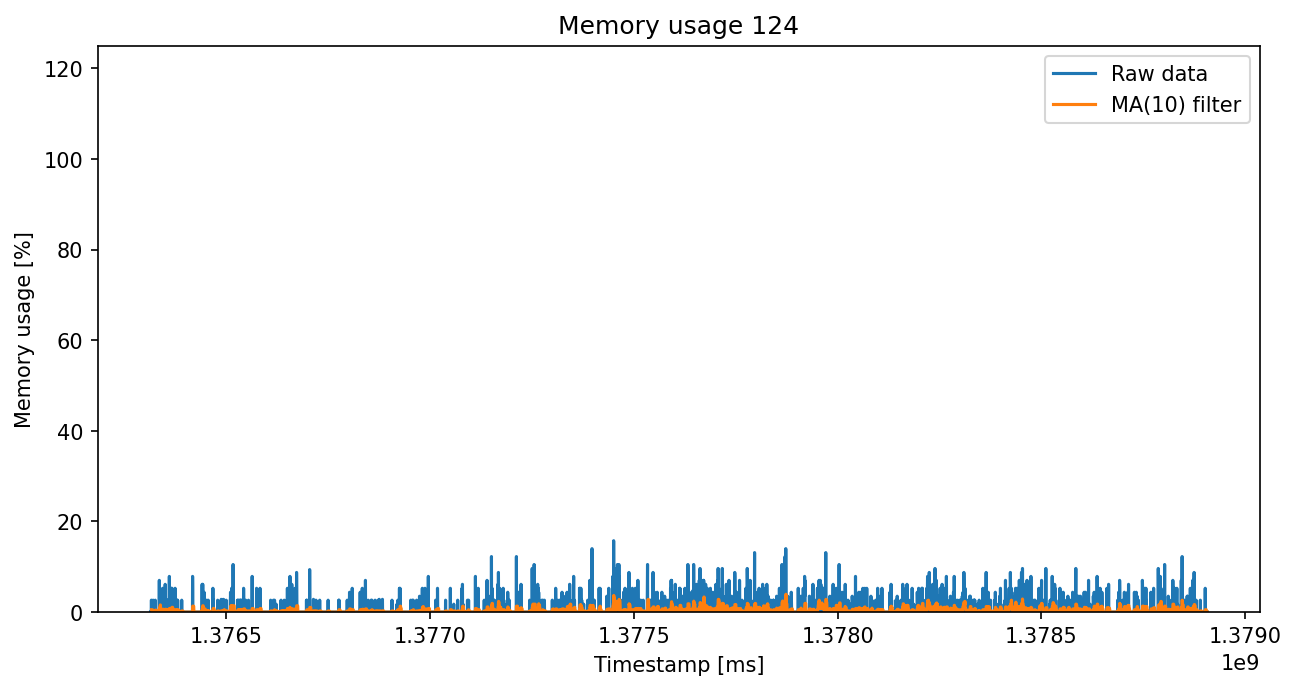 Memory usage 124
Raw data
MA(10) filter
Memory usage [%]
120
100
80
60
40
20
0
1.3765 1.3770 1.3775 1.3780 1.3785 1.3790
Timestamp [ms]
1e9